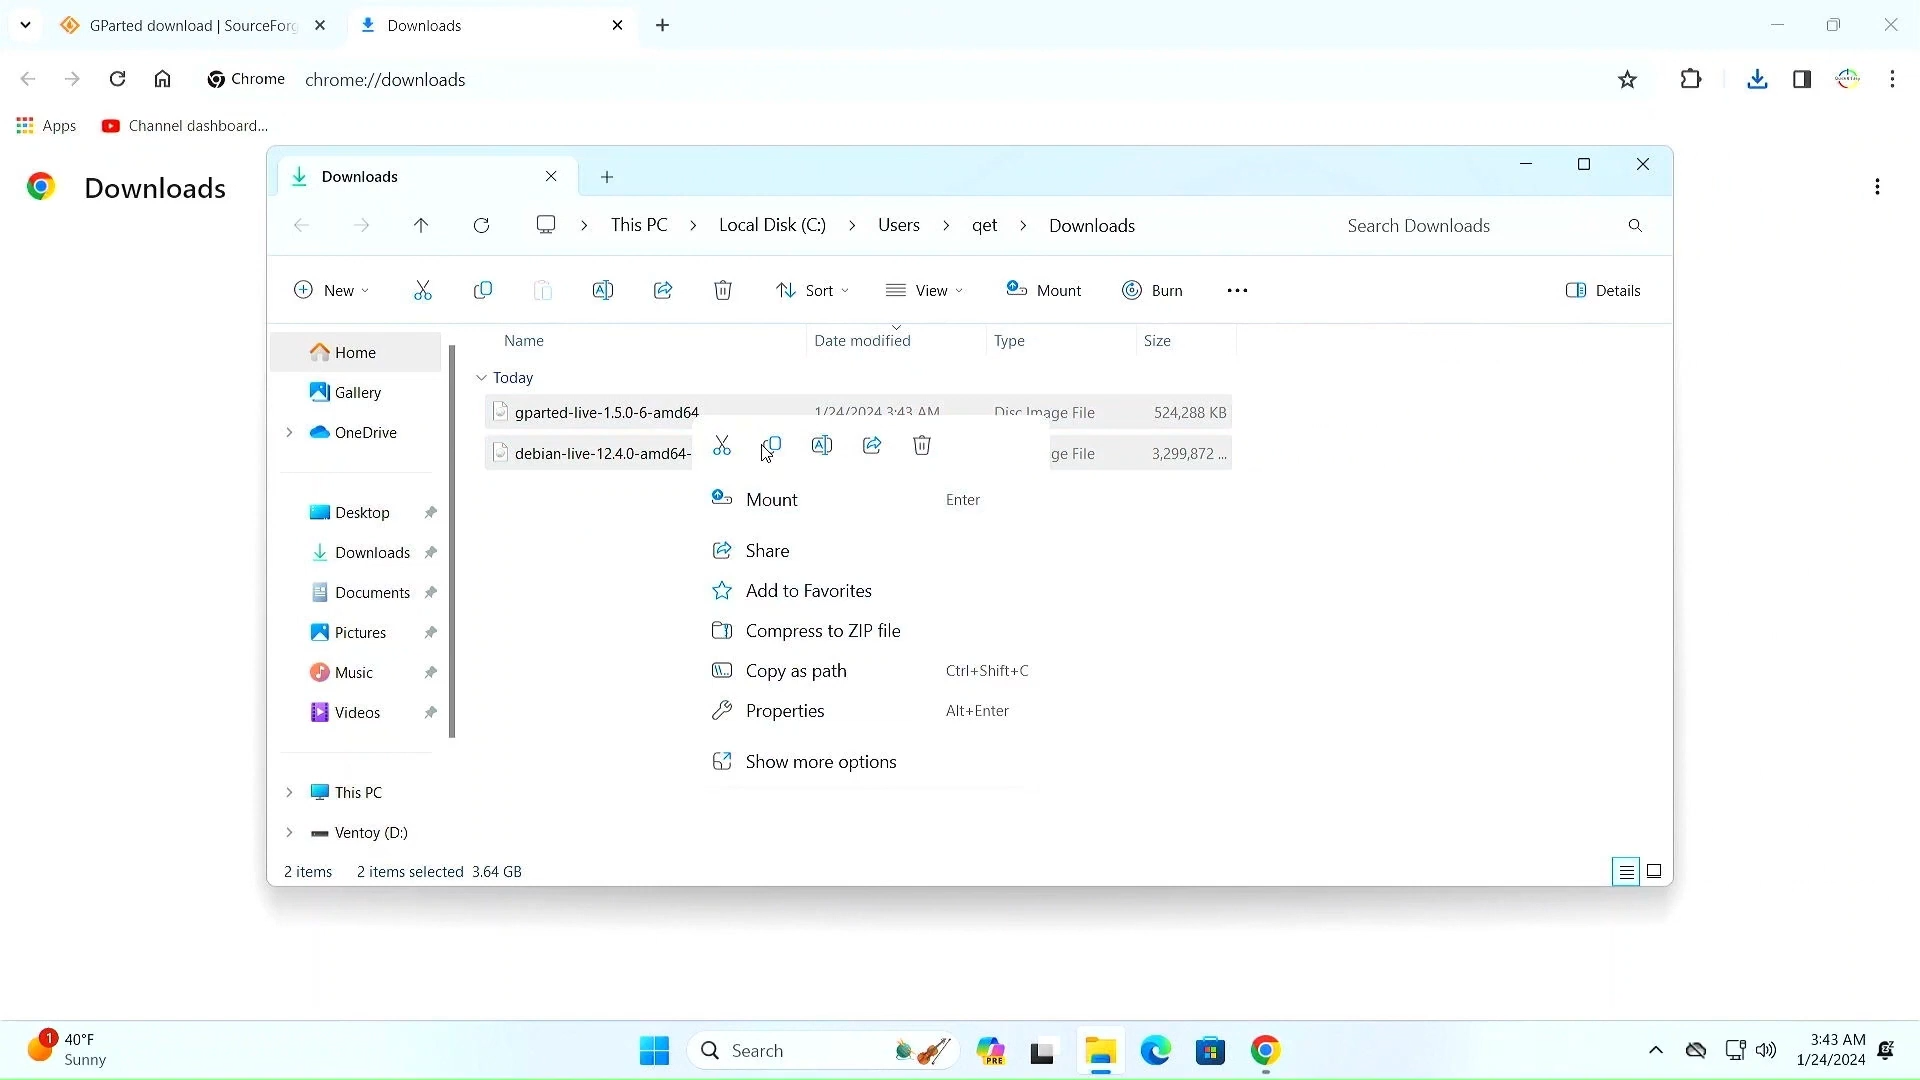 GParted download | SourceForg
Downloads
Chrome
chrome://downloads
Apps
Channel dashboard...
Downloads
Downloads
This PC
Local Disk (C:)
Users
qet
Downloads
Search Downloads
New
Sort
View
Mount
Burn
Details
Name
Date modified
Type
Size
Home
Gallery
OneDrive
Desktop
Downloads
Documents
Pictures
Music
Videos
This PC
Ventoy (D:)
Today
gparted-live-1.5.0-6-amd64
1/24/2024 3:43 AM
Disc Image File
524,288 KB
debian-live-12.4.0-amd64-
ge File
3,299,872 ...
Mount
Enter
Share
Add to Favorites
Compress to ZIP file
Copy as path
Ctrl+Shift+C
Properties
Alt+Enter
Show more options
2 items
2 items selected 3.64 GB
1
40°F
Sunny
Search
PRE
3:43 AM
1/24/2024